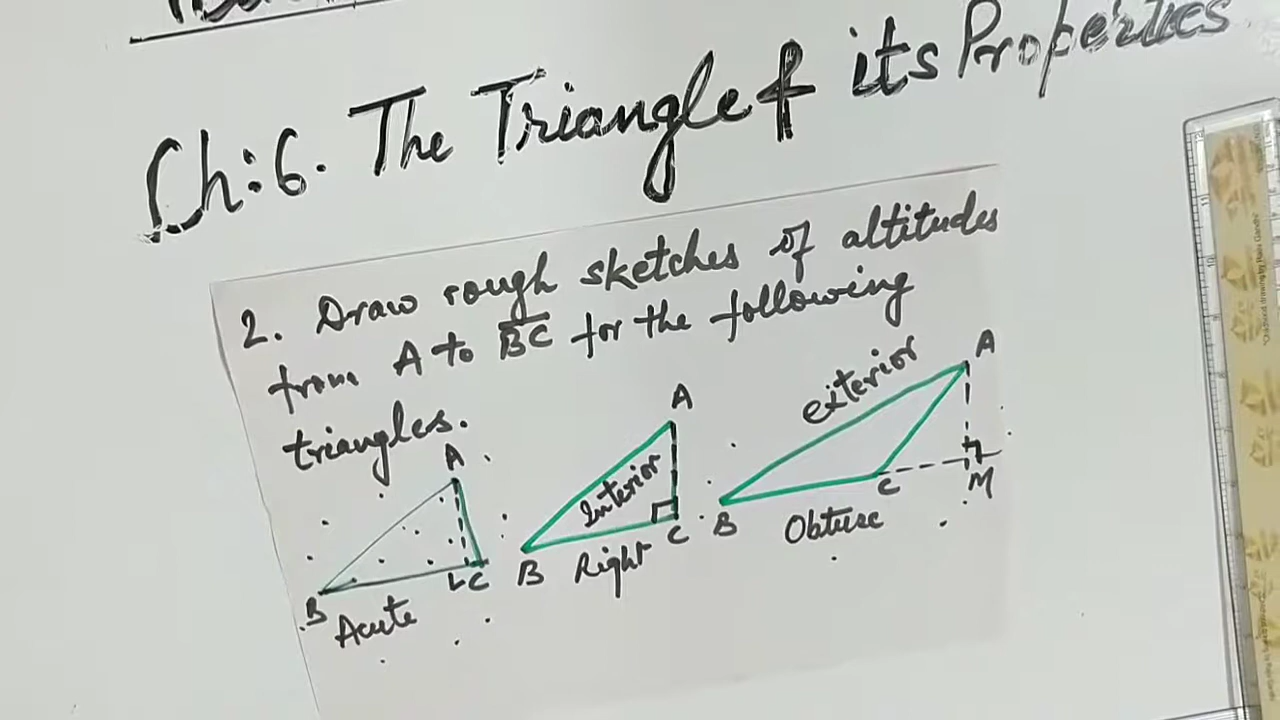 Ch:6. The Triangle & its Properties
2. Draw rough sketches of altitudes
from A to BC for the following
triangles.
A
B
L C
Acute
A
Interior
B
C
Right
exterior
A
B
C
M
Obtuse